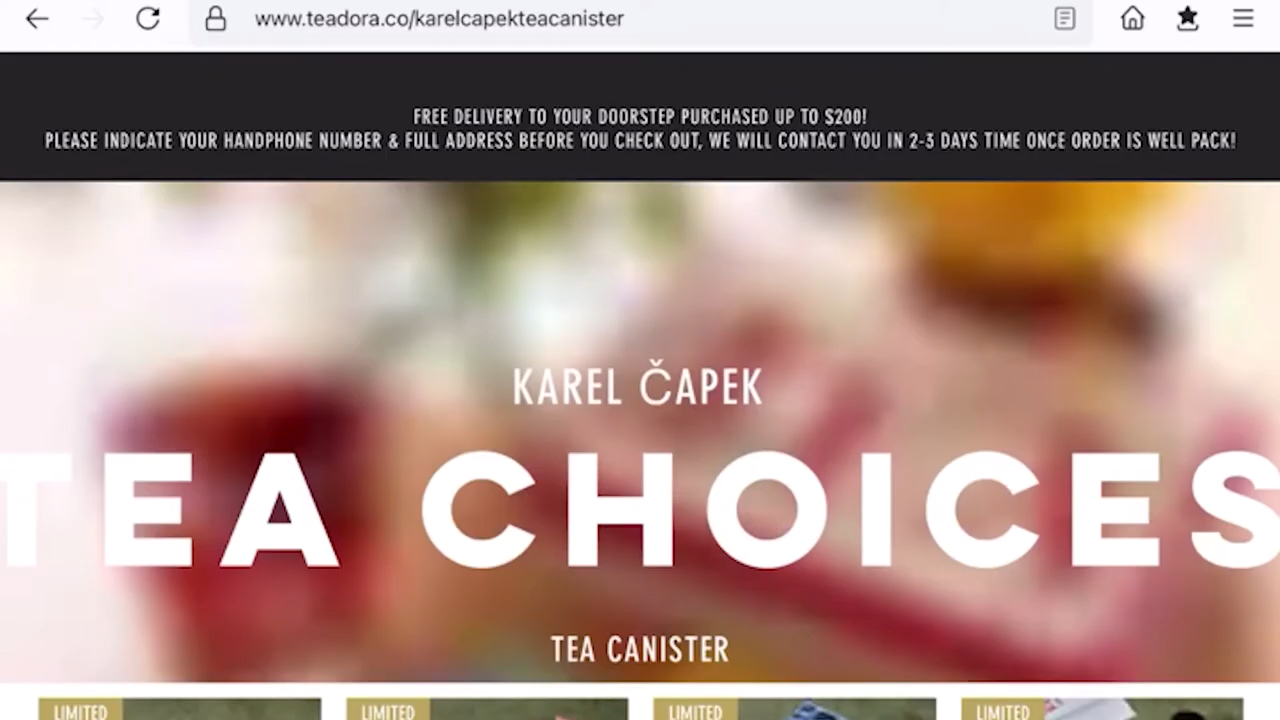 www.teadora.co/karelcapekteacanister
FREE DELIVERY TO YOUR DOORSTEP PURCHASED UP TO $200!
PLEASE INDICATE YOUR HANDPHONE NUMBER & FULL ADDRESS BEFORE YOU CHECK OUT, WE WILL CONTACT YOU IN 2-3 DAYS TIME ONCE ORDER IS WELL PACK!
KAREL ČAPEK
TEA CHOICES
TEA CANISTER
LIMITED
LIMITED
LIMITED
LIMITED